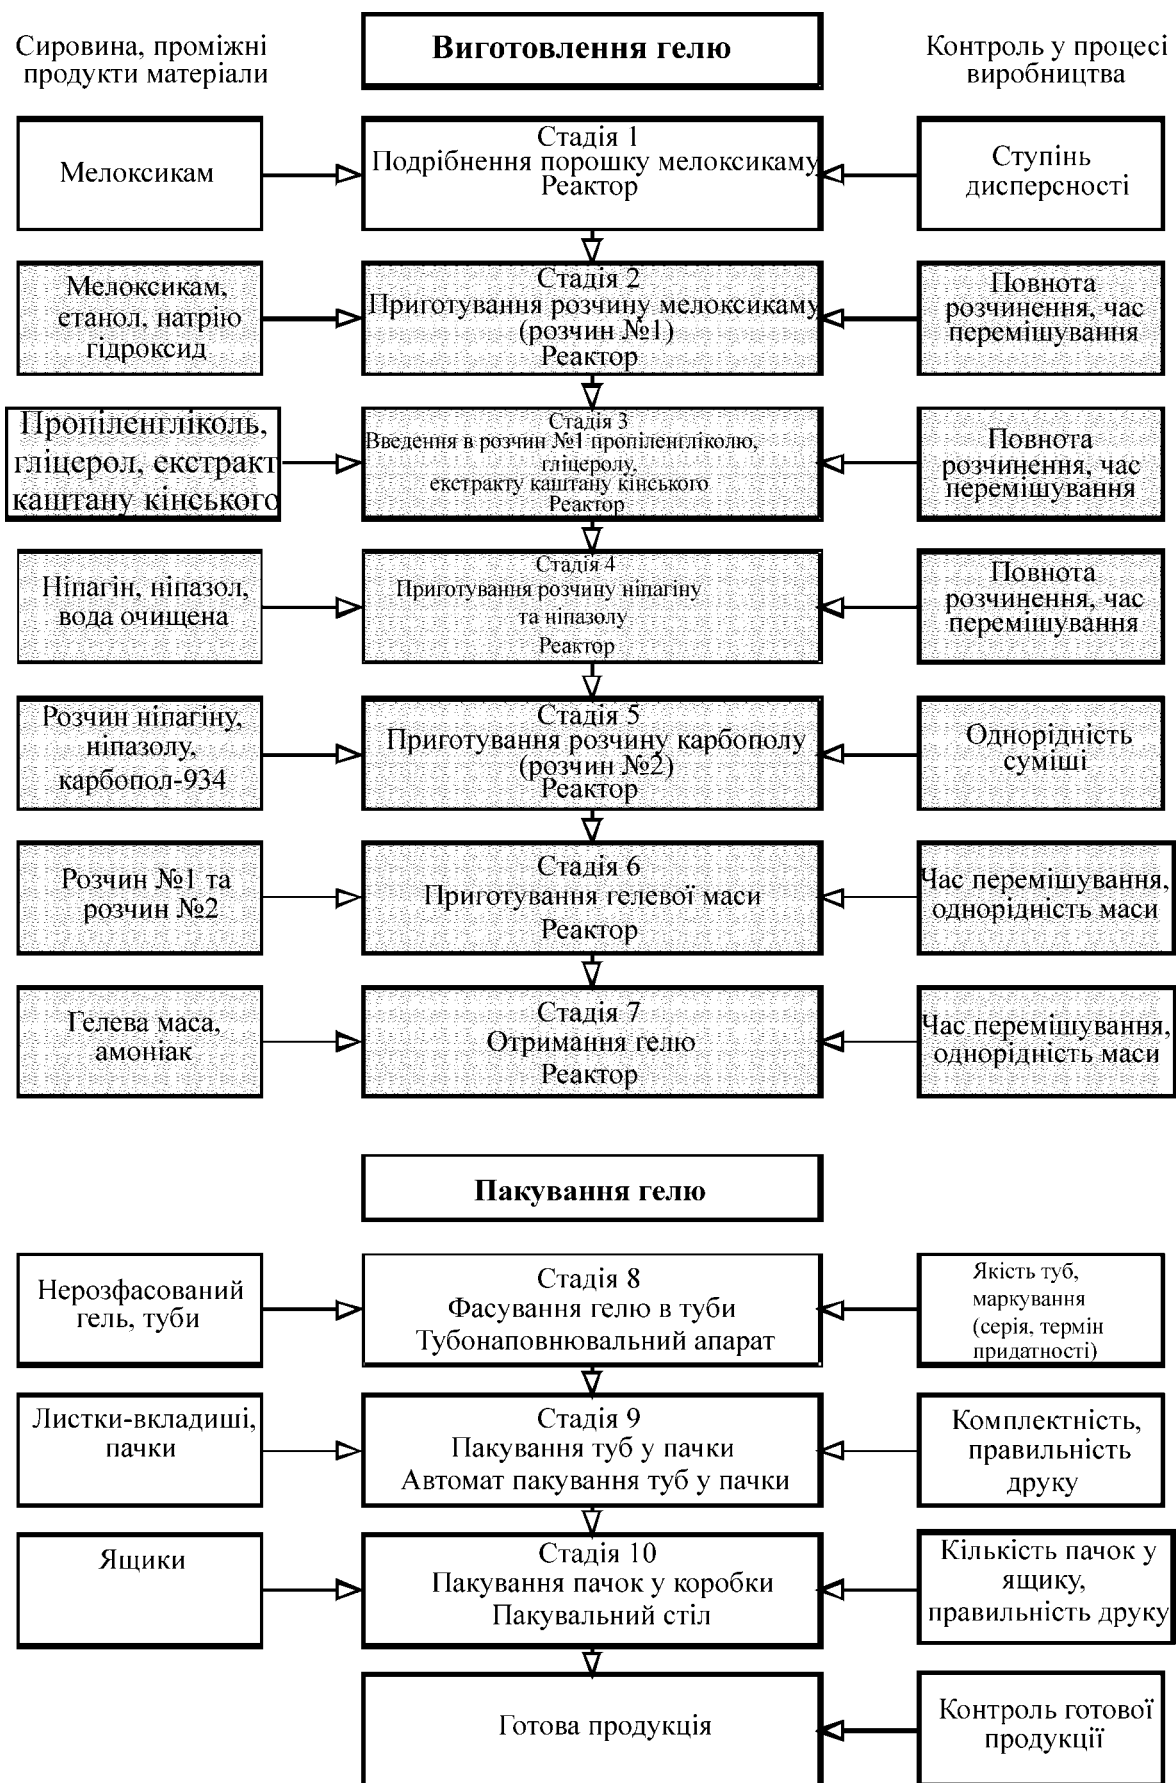 Сировина, проміжні
продукти матеріали
Виготовлення гелю
Контроль у процесі
виробництва
Мелоксикам
Стадія 1
Подрібнення порошку мелоксикаму
Реактор
Ступінь
дисперсності
Мелоксикам,
етанол, натрію
гідроксид
Стадія 2
Приготування розчину мелоксикаму
(розчин №1)
Реактор
Повнота
розчинення, час
перемішування
Пропіленгліколь,
гліцерол, екстракт
каштану кінського
Стадія 3
Введення в розчин №1 пропіленгліколю,
гліцеролу,
екстракту каштану кінського
Реактор
Повнота
розчинення, час
перемішування
Ніпагін, ніпазол,
вода очищена
Стадія 4
Приготування розчину ніпагіну
та ніпазолу
Реактор
Повнота
розчинення, час
перемішування
Розчин ніпагіну,
ніпазолу,
карбопол-934
Стадія 5
Приготування розчину карбополу
(розчин №2)
Реактор
Однорідність
суміші
Розчин №1 та
розчин №2
Стадія 6
Приготування гелевої маси
Реактор
Час перемішування,
однорідність маси
Гелева маса,
амоніак
Стадія 7
Отримання гелю
Реактор
Час перемішування,
однорідність маси
Пакування гелю
Нерозфасований
гель, туби
Стадія 8
Фасування гелю в туби
Тубонаповнювальний апарат
Якість туб,
маркування
(серія, термін
придатності)
Листки-вкладиші,
пачки
Стадія 9
Пакування туб у пачки
Автомат пакування туб у пачки
Комплектність,
правильність
друку
Ящики
Стадія 10
Пакування пачок у коробки
Пакувальний стіл
Кількість пачок у
ящику,
правильність друку
Готова продукція
Контроль готової
продукції